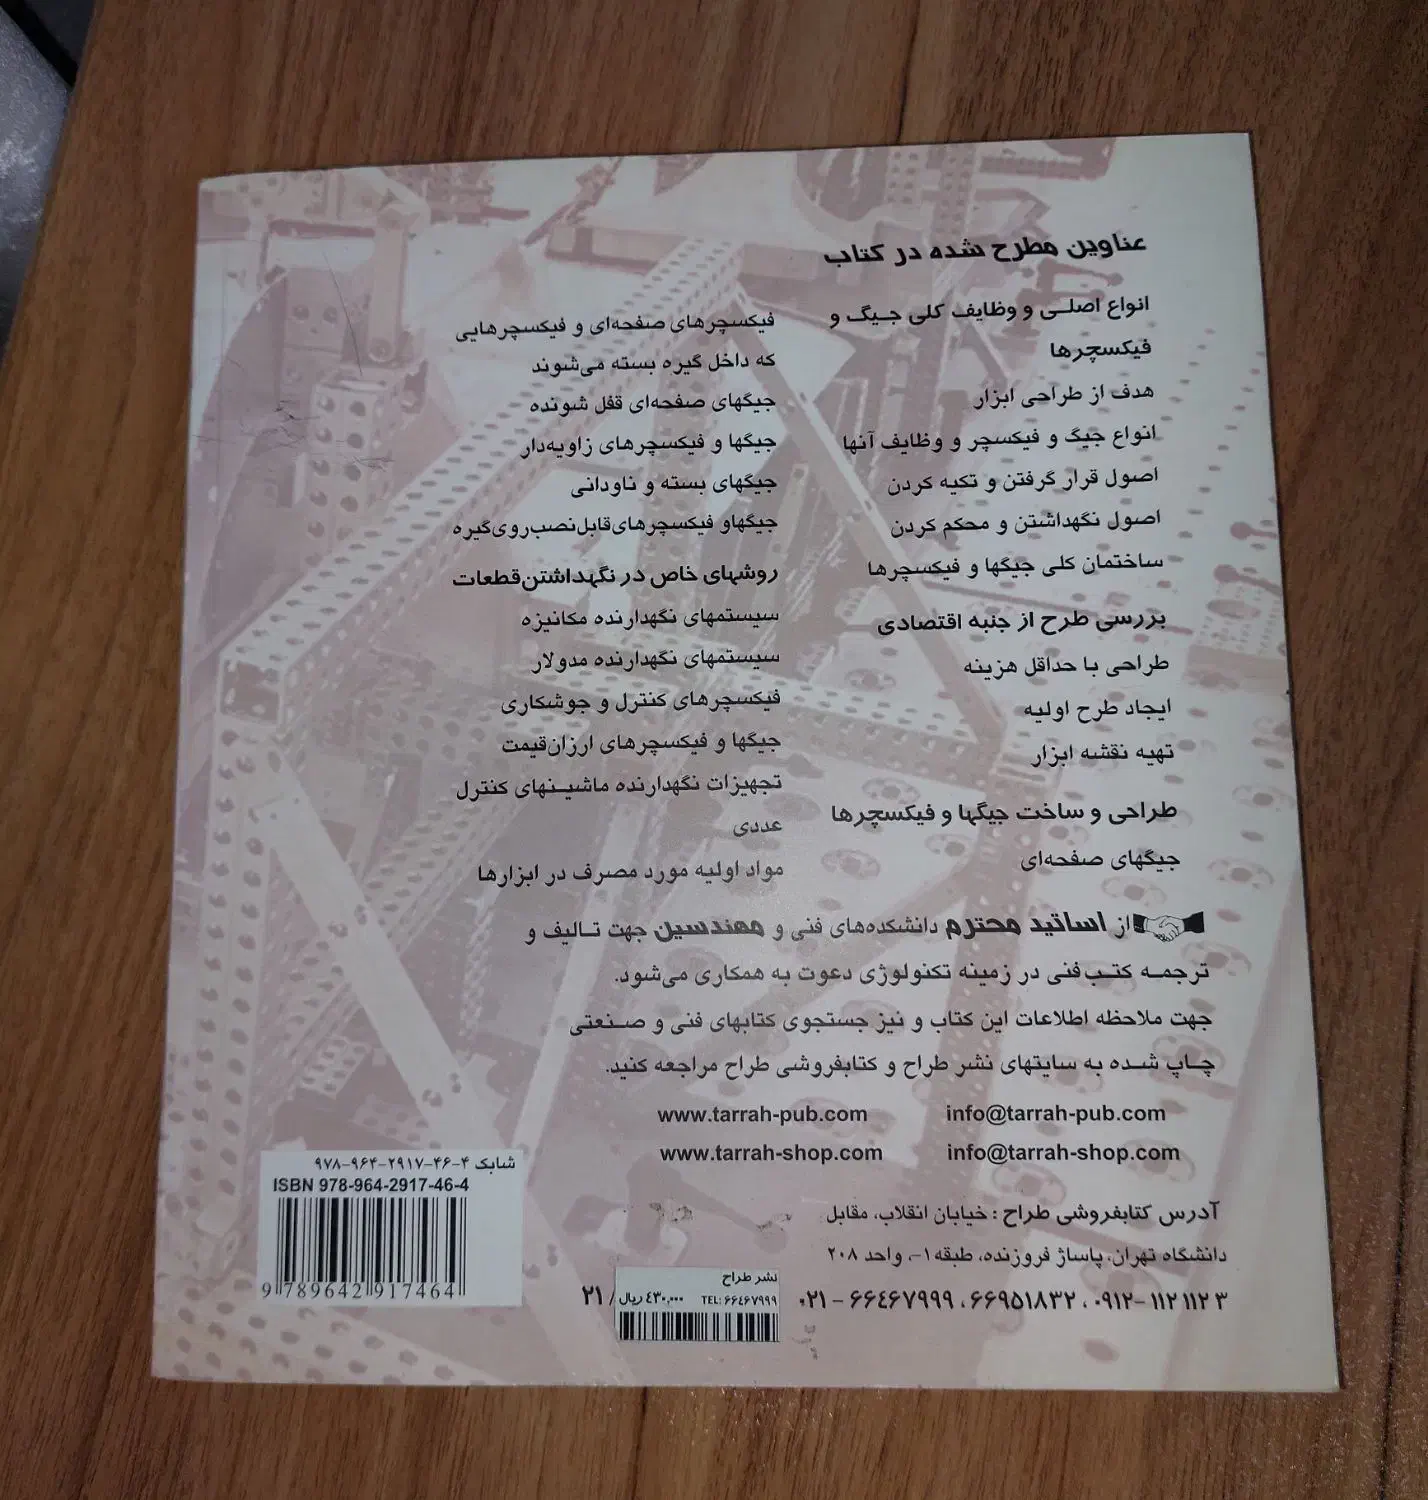 عناوین مطرح شده در کتاب
انواع اصلی و وظایف کلی جیگ و
فیکسچرها
هدف از طراحی ابزار
انواع جیگ و فیکسچر و وظایف آنها
اصول قرار گرفتن و تکیه کردن
اصول نگهداشتن و محکم کردن
ساختمان کلی جیگها و فیکسچرها
بررسی طرح از جنبه اقتصادی
طراحی با حداقل هزینه
ایجاد طرح اولیه
تهیه نقشه ابزار
طراحی و ساخت جیگها و فیکسچرها
جیگهای صفحه‌ای
فیکسچرهای صفحه‌ای و فیکسچرهایی
که داخل گیره بسته می‌شوند
جیگهای صفحه‌ای قفل شونده
جیگها و فیکسچرهای زاویه‌دار
جیگهای بسته و ناودانی
جیگهاو فیکسچرهای‌قابل‌نصب‌روی‌گیره
روشهای خاص در نگهداشتن‌قطعات
سیستمهای نگهدارنده مکانیزه
سیستمهای نگهدارنده مدولار
فیکسچرهای کنترل و جوشکاری
جیگها و فیکسچرهای ارزان‌قیمت
تجهیزات نگهدارنده ماشینهای کنترل
عددی
مواد اولیه مورد مصرف در ابزارها
از اساتید محترم دانشکده‌های فنی و مهندسین جهت تالیف و
ترجمه کتب فنی در زمینه تکنولوژی دعوت به همکاری می‌شود.
جهت ملاحظه اطلاعات این کتاب و نیز جستجوی کتابهای فنی و صنعتی
چاپ شده به سایتهای نشر طراح و کتابفروشی طراح مراجعه کنید.
www.tarrah-pub.com info@tarrah-pub.com
www.tarrah-shop.com info@tarrah-shop.com
آدرس کتابفروشی طراح : خیابان انقلاب، مقابل
دانشگاه تهران، پاساژ فروزنده، طبقه ۱-، واحد ۲۰۸
۰۲۱ – ۶۶٤۶۷۹۹۹ ، ۶۶۹۵۱۸۳۲ ، ۰۹۱۲– ۱۱۲ ۱۱۲ ۳
شابک ۴-۴۶-۲۹۱۷-۹۶۴-۹۷۸
ISBN 978-964-2917-46-4
9 789642 917464
نشر طراح
TEL: ۶۶٤۶۷۹۹۹ ٤۳۰,۰۰۰ ریال
/ ۲۱